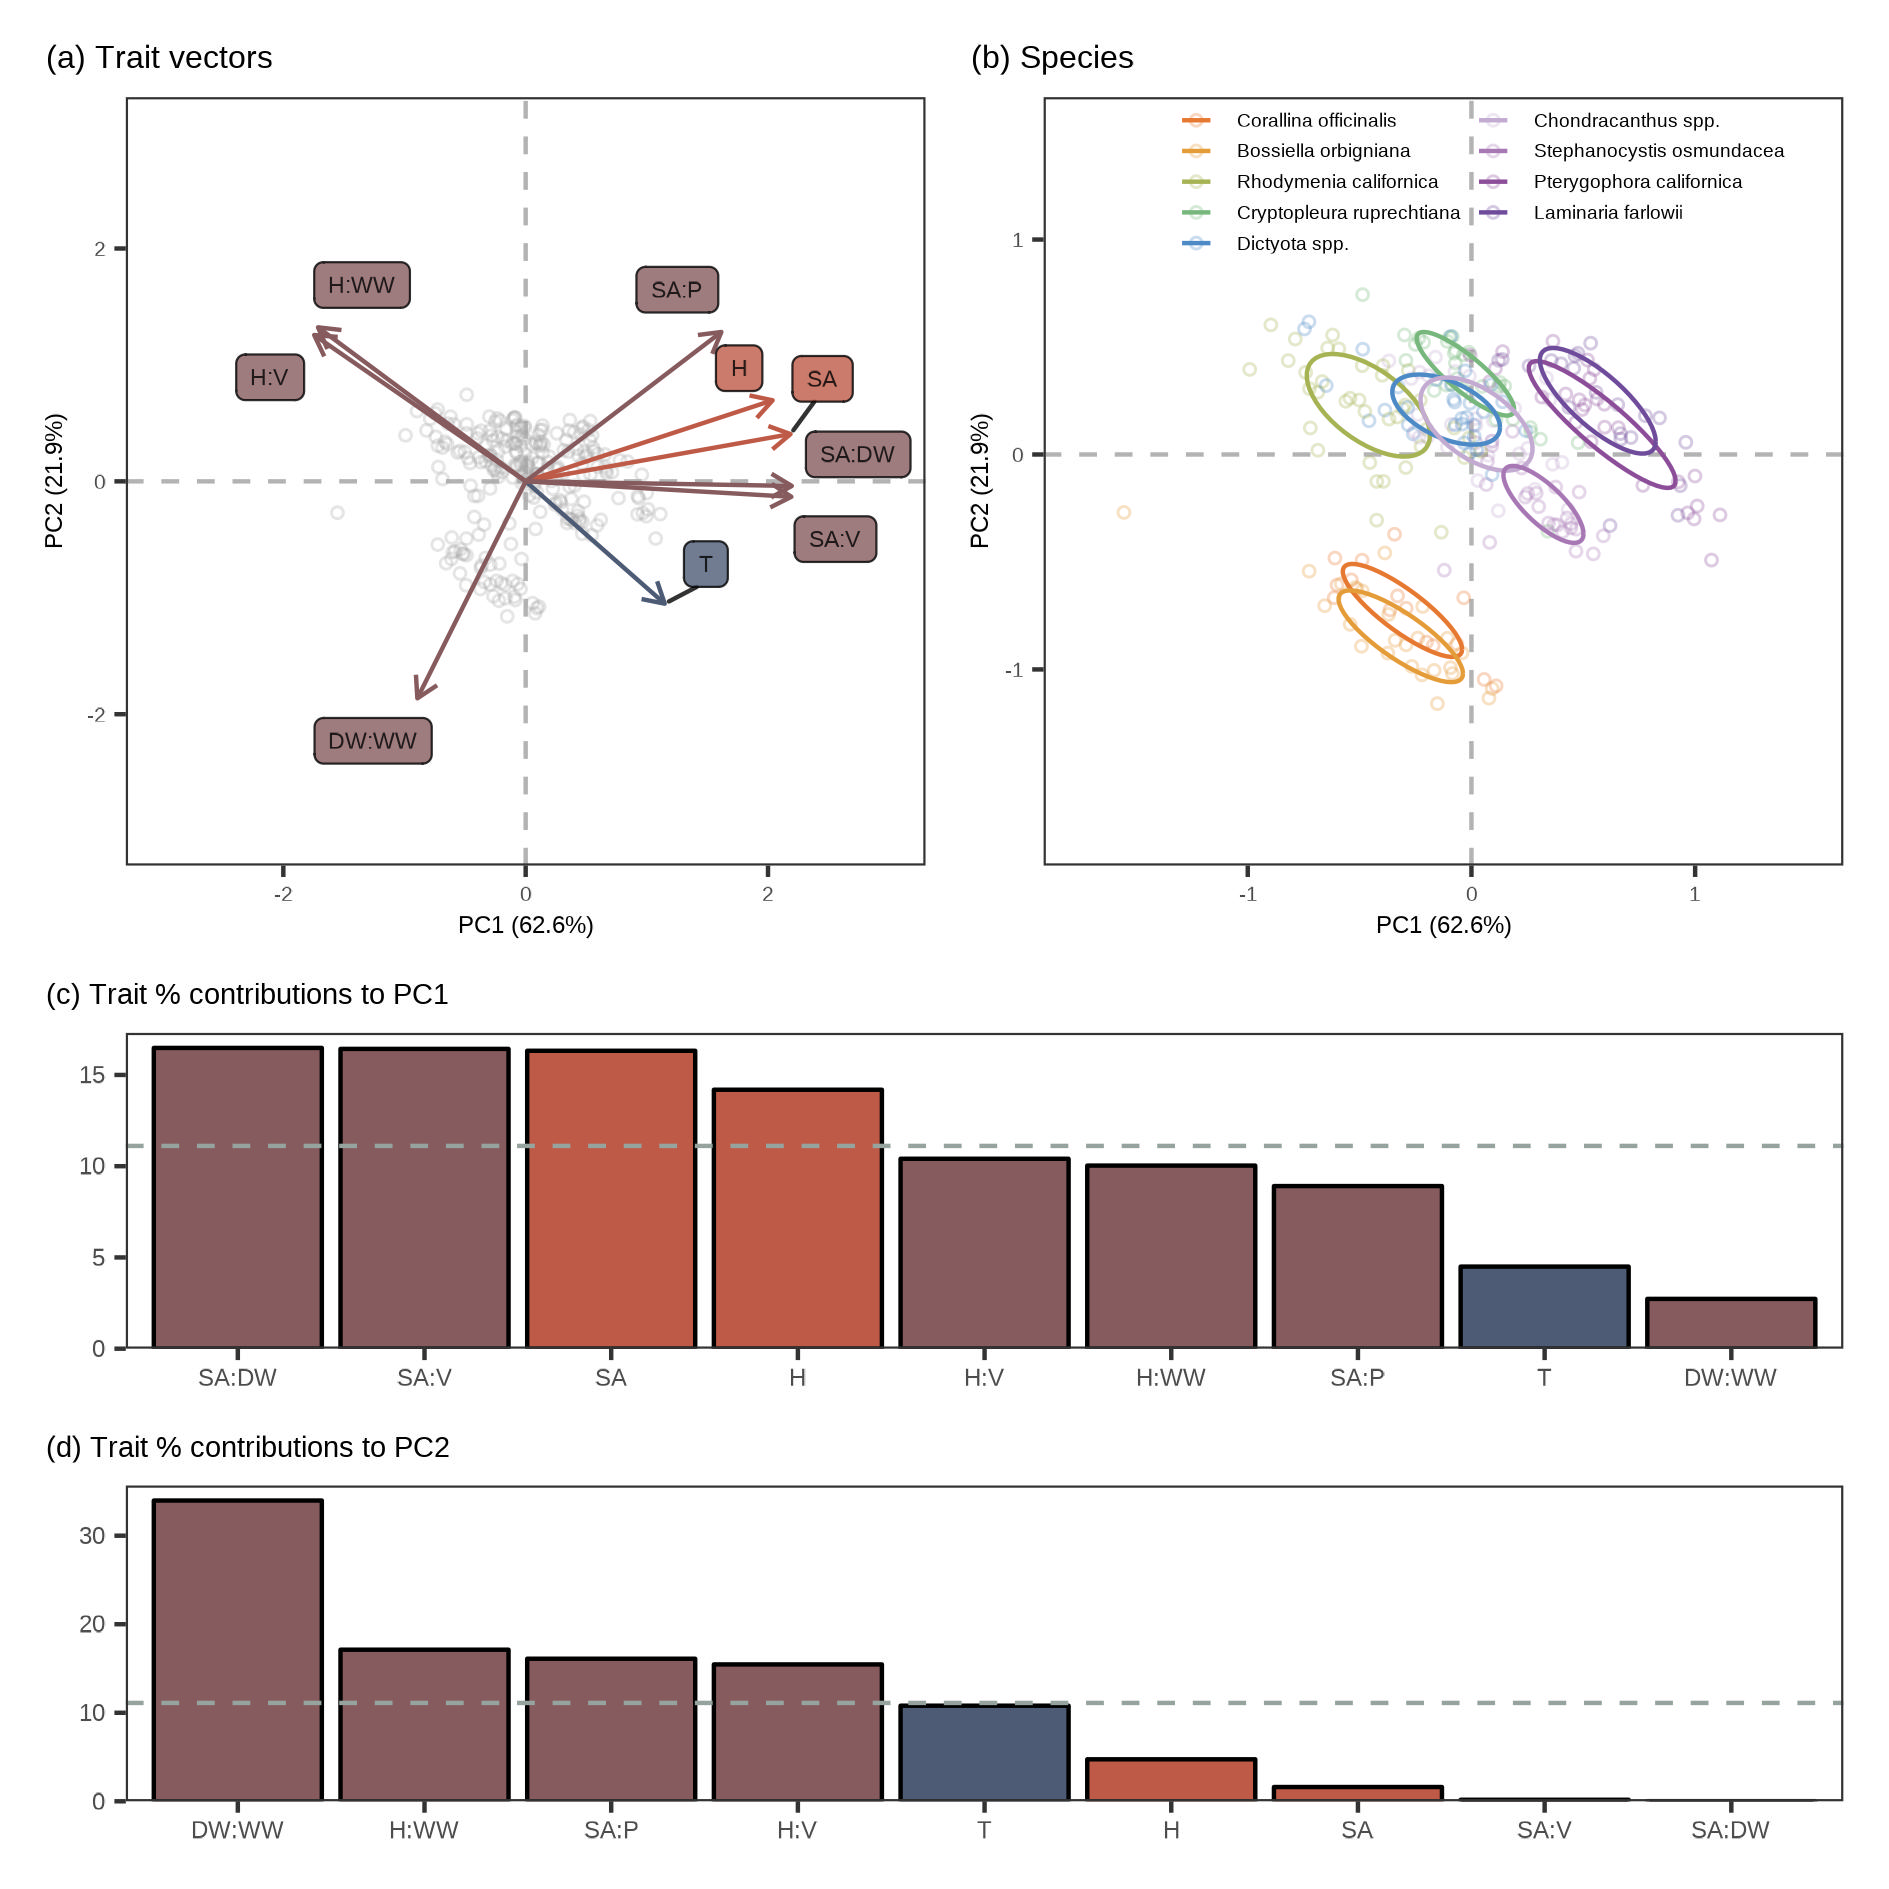 (a) Trait vectors
H:WW
SA:P
H:V
H
SA
SA:DW
SA:V
T
DW:WW
2
0
-2
-2
0
2
PC2 (21.9%)
PC1 (62.6%)
(b) Species
Corallina officinalis
Bossiella orbigniana
Rhodymenia californica
Cryptopleura ruprechtiana
Dictyota spp.
Chondracanthus spp.
Stephanocystis osmundacea
Pterygophora californica
Laminaria farlowii
1
0
-1
-1
0
1
PC2 (21.9%)
PC1 (62.6%)
(c) Trait % contributions to PC1
15
10
5
0
SA:DW SA:V SA H H:V H:WW SA:P T DW:WW
(d) Trait % contributions to PC2
30
20
10
0
DW:WW H:WW SA:P H:V T H SA SA:V SA:DW